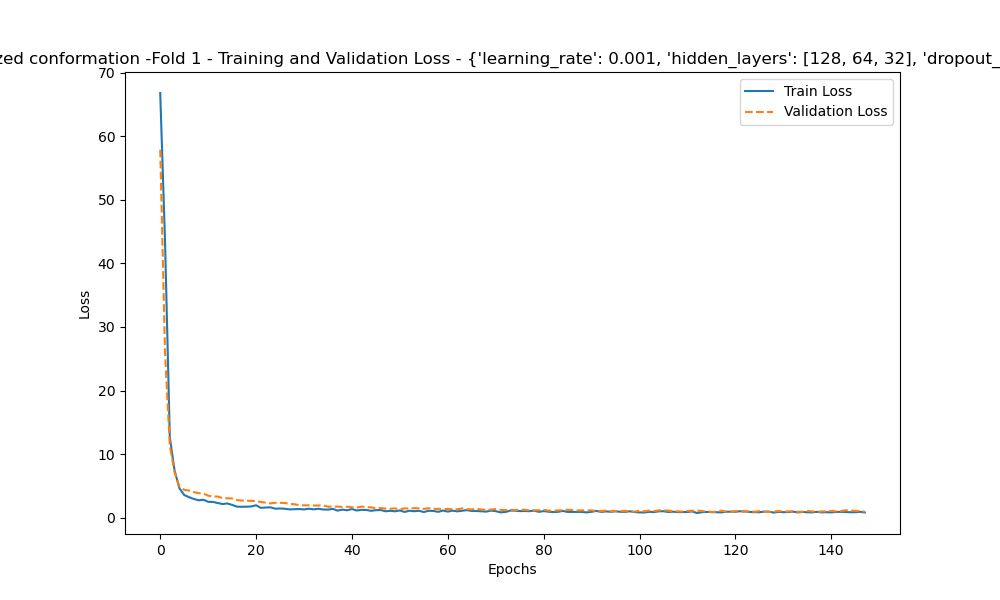 zed conformation -Fold 1 - Training and Validation Loss - {'learning_rate': 0.001, 'hidden_layers': [128, 64, 32], 'dropout_
70
60
50
40
30
20
10
0
Loss
Train Loss
Validation Loss
0 20 40 60 80 100 120 140
Epochs